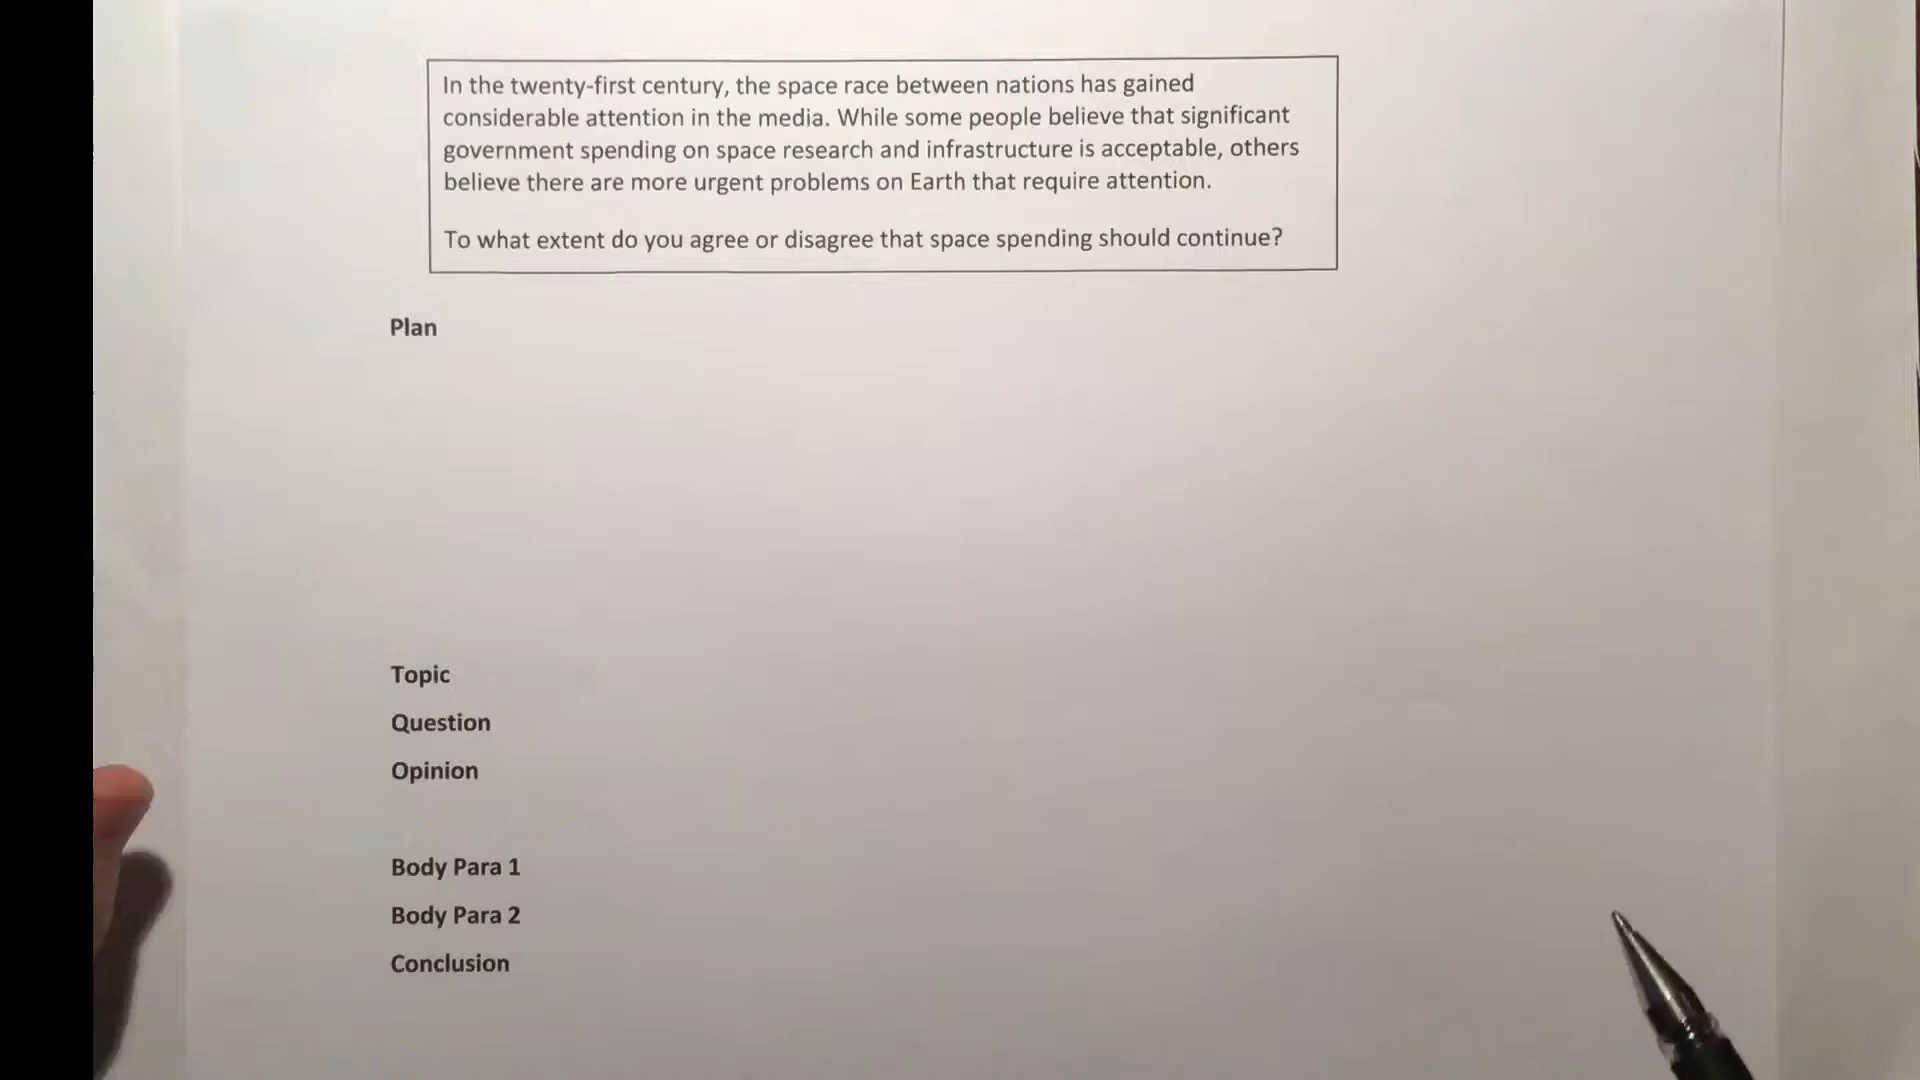 In the twenty-first century, the space race between nations has gained
considerable attention in the media. While some people believe that significant
government spending on space research and infrastructure is acceptable, others
believe there are more urgent problems on Earth that require attention.
To what extent do you agree or disagree that space spending should continue?
Plan
Topic
Question
Opinion
Body Para 1
Body Para 2
Conclusion